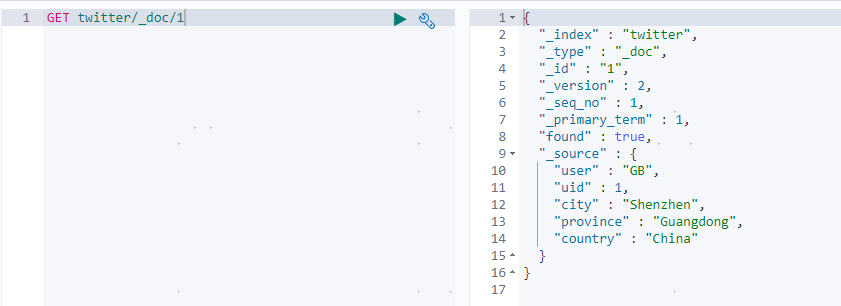 1 GET twitter/_doc/1
1 {
2 "_index" : "twitter",
3 "_type" : "_doc",
4 "_id" : "1",
5 "_version" : 2,
6 "_seq_no" : 1,
7 "_primary_term" : 1,
8 "found" : true,
9 "_source" : {
10 "user" : "GB",
11 "uid" : 1,
12 "city" : "Shenzhen",
13 "province" : "Guangdong",
14 "country" : "China"
15 }
16 }
17